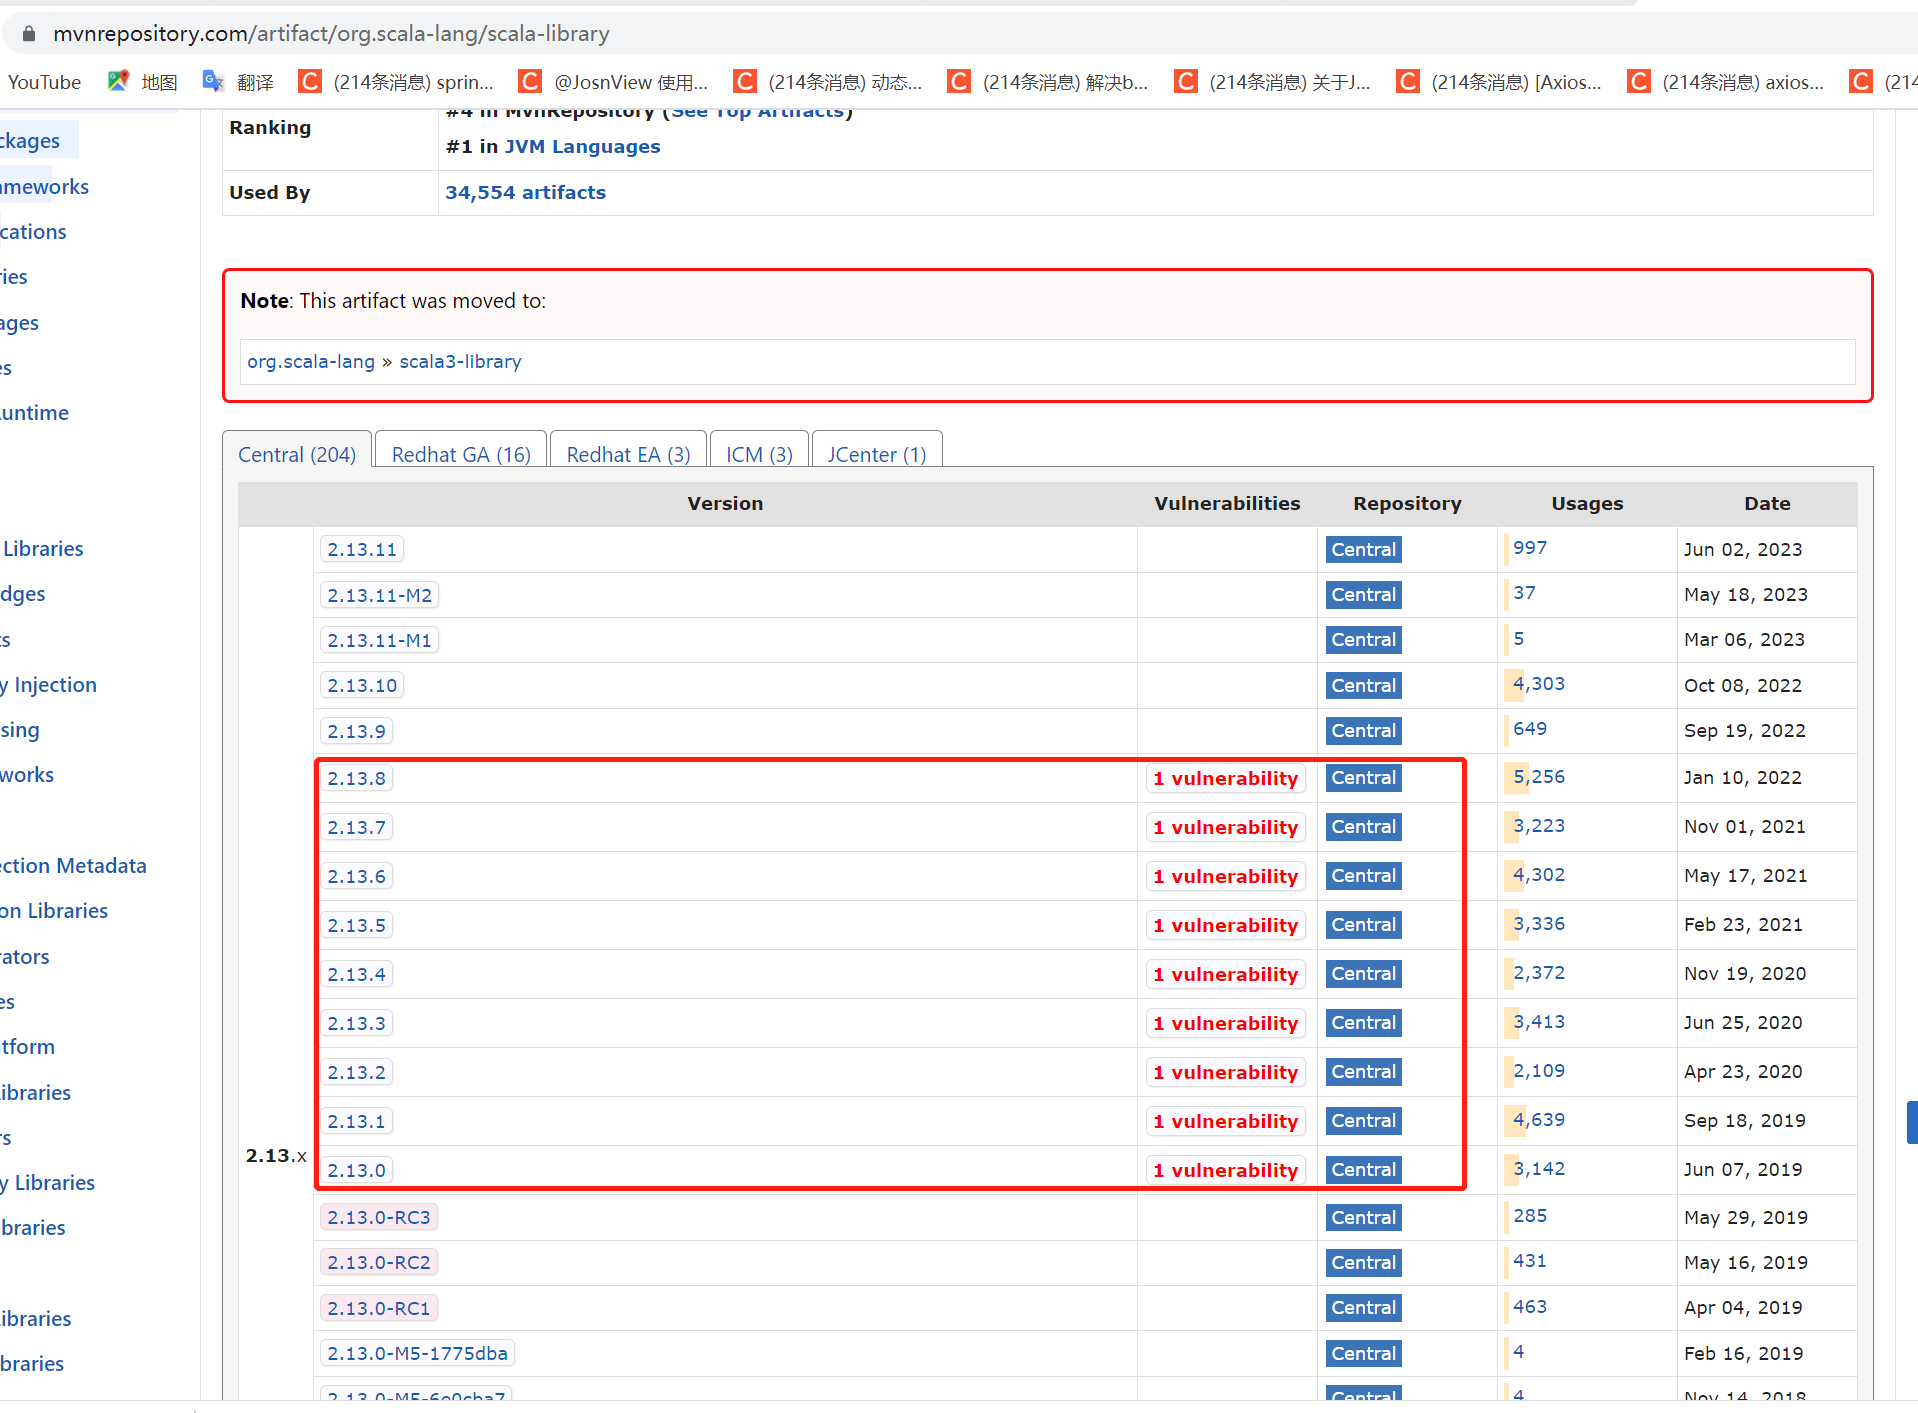 mvnrepository.com/artifact/org.scala-lang/scala-library
YouTube 地图 翻译 (214条消息) sprin... @JosnView 使用... (214条消息) 动态... (214条消息) 解决b... (214条消息) 关于J... (214条消息) [Axios... (214条消息) axios... (214
#4 in MvnRepository (See Top Artifacts)
Ranking
#1 in JVM Languages
Used By 34,554 artifacts
ckages
ameworks
cations
ries
ages
es
untime
Libraries
dges
ts
y Injection
sing
works
ection Metadata
on Libraries
rators
es
tform
ibraries
rs
y Libraries
braries
ibraries
braries
Note: This artifact was moved to:
org.scala-lang » scala3-library
Central (204) Redhat GA (16) Redhat EA (3) ICM (3) JCenter (1)
Version Vulnerabilities Repository Usages Date
2.13.11 Central 997 Jun 02, 2023
2.13.11-M2 Central 37 May 18, 2023
2.13.11-M1 Central 5 Mar 06, 2023
2.13.10 Central 4,303 Oct 08, 2022
2.13.9 Central 649 Sep 19, 2022
2.13.8 1 vulnerability Central 5,256 Jan 10, 2022
2.13.7 1 vulnerability Central 3,223 Nov 01, 2021
2.13.6 1 vulnerability Central 4,302 May 17, 2021
2.13.5 1 vulnerability Central 3,336 Feb 23, 2021
2.13.4 1 vulnerability Central 2,372 Nov 19, 2020
2.13.3 1 vulnerability Central 3,413 Jun 25, 2020
2.13.2 1 vulnerability Central 2,109 Apr 23, 2020
2.13.1 1 vulnerability Central 4,639 Sep 18, 2019
2.13.x
2.13.0 1 vulnerability Central 3,142 Jun 07, 2019
2.13.0-RC3 Central 285 May 29, 2019
2.13.0-RC2 Central 431 May 16, 2019
2.13.0-RC1 Central 463 Apr 04, 2019
2.13.0-M5-1775dba Central 4 Feb 16, 2019
2.13.0-M5-6e0cba7 Central 4 Nov 14, 2018